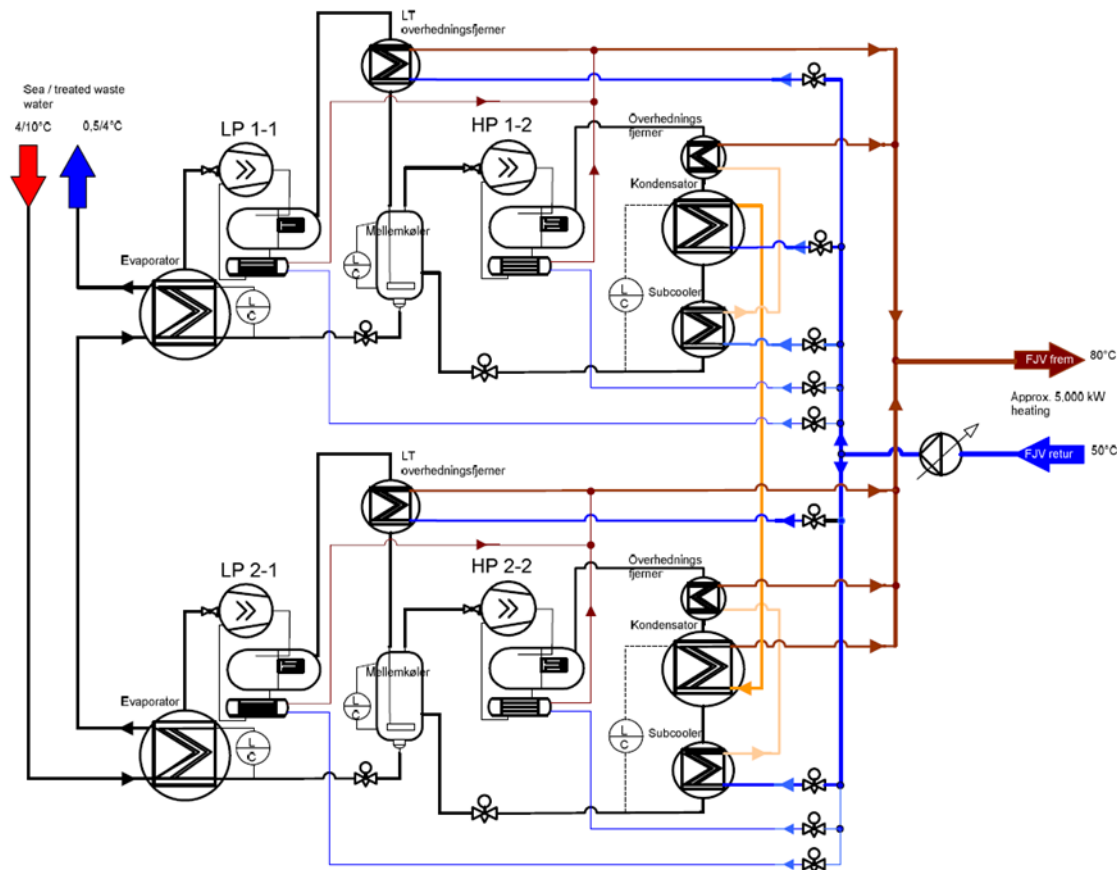 LT
overhedningsfjerner
Sea / treated waste
water
4/10°C
0,5/4°C
LP 1-1
HP 1-2
Överhednings
fjerner
Kondensator
Mellemkøler
Evaporator
L
C
L
C
L
C
Subcooler
FJV frem
80°C
Approx. 5,000 kW
heating
FJV retur
50°C
LT
overhedningsfjerner
LP 2-1
HP 2-2
Överhednings
fjerner
Kondensator
Mellemkøler
Evaporator
L
C
L
C
L
C
Subcooler